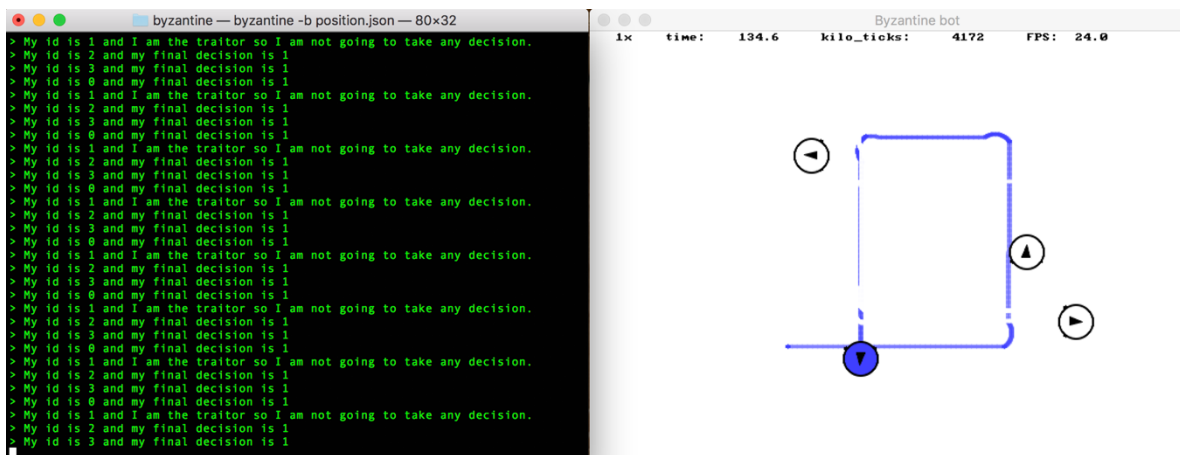 byzantine — byzantine -b position.json — 80×32
> My id is 1 and I am the traitor so I am not going to take any decision.
> My id is 2 and my final decision is 1
> My id is 3 and my final decision is 1
> My id is 0 and my final decision is 1
> My id is 1 and I am the traitor so I am not going to take any decision.
> My id is 2 and my final decision is 1
> My id is 3 and my final decision is 1
> My id is 0 and my final decision is 1
> My id is 1 and I am the traitor so I am not going to take any decision.
> My id is 2 and my final decision is 1
> My id is 3 and my final decision is 1
> My id is 0 and my final decision is 1
> My id is 1 and I am the traitor so I am not going to take any decision.
> My id is 2 and my final decision is 1
> My id is 3 and my final decision is 1
> My id is 0 and my final decision is 1
> My id is 1 and I am the traitor so I am not going to take any decision.
> My id is 2 and my final decision is 1
> My id is 3 and my final decision is 1
> My id is 0 and my final decision is 1
> My id is 1 and I am the traitor so I am not going to take any decision.
> My id is 2 and my final decision is 1
> My id is 3 and my final decision is 1
> My id is 0 and my final decision is 1
> My id is 1 and I am the traitor so I am not going to take any decision.
> My id is 2 and my final decision is 1
> My id is 3 and my final decision is 1
> My id is 0 and my final decision is 1
> My id is 1 and I am the traitor so I am not going to take any decision.
> My id is 2 and my final decision is 1
> My id is 3 and my final decision is 1
Byzantine bot
1x time: 134.6 kilo_ticks: 4172 FPS: 24.0